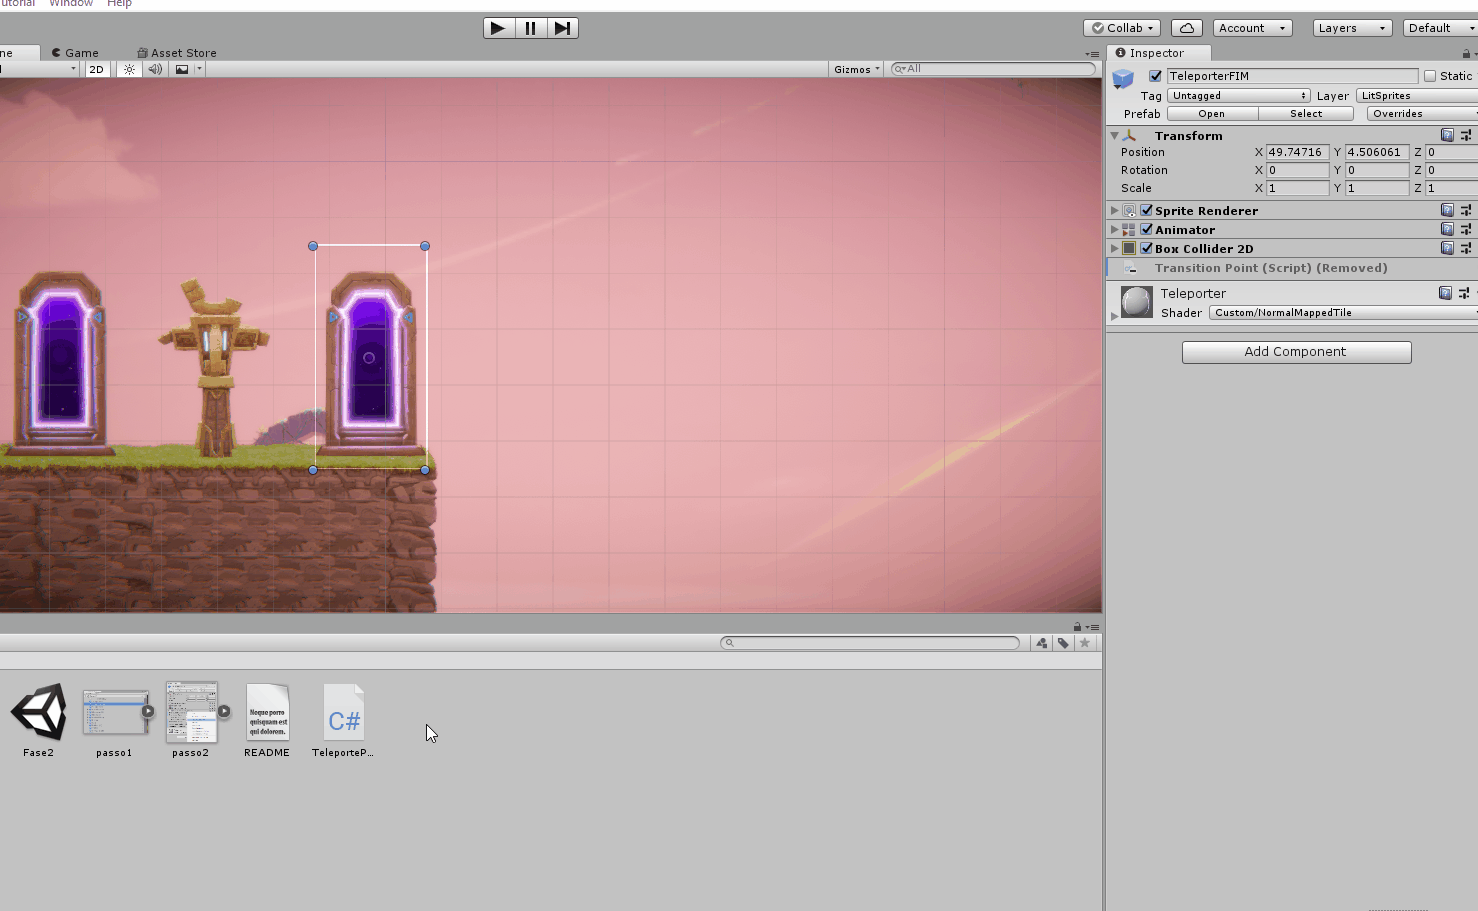 utorial Window Help
Collab Account Layers Default
ne Game Asset Store
2D Gizmos All
Inspector
TeleporterFIM Static
Tag Untagged Layer LitSprites
Prefab Open Select Overrides
Transform
Position X 49.74716 Y 4.506061 Z 0
Rotation X 0 Y 0 Z 0
Scale X 1 Y 1 Z 1
Sprite Renderer
Animator
Box Collider 2D
Transition Point (Script) (Removed)
Teleporter
Shader Custom/NormalMappedTile
Add Component
Neque porro
quisquam est
qui dolorem.
C#
Fase2 passo1 passo2 README TeleporteP...